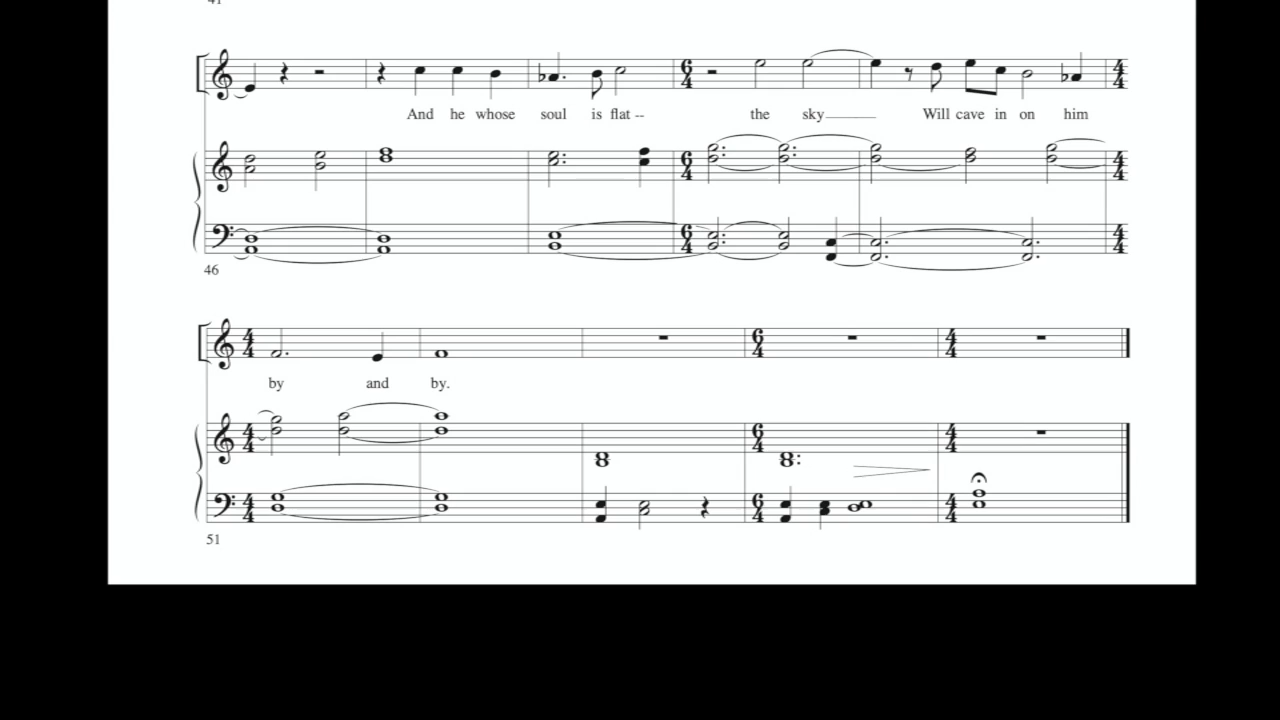 41
And he whose soul is flat -- the sky Will cave in on him
46
by and by.
51